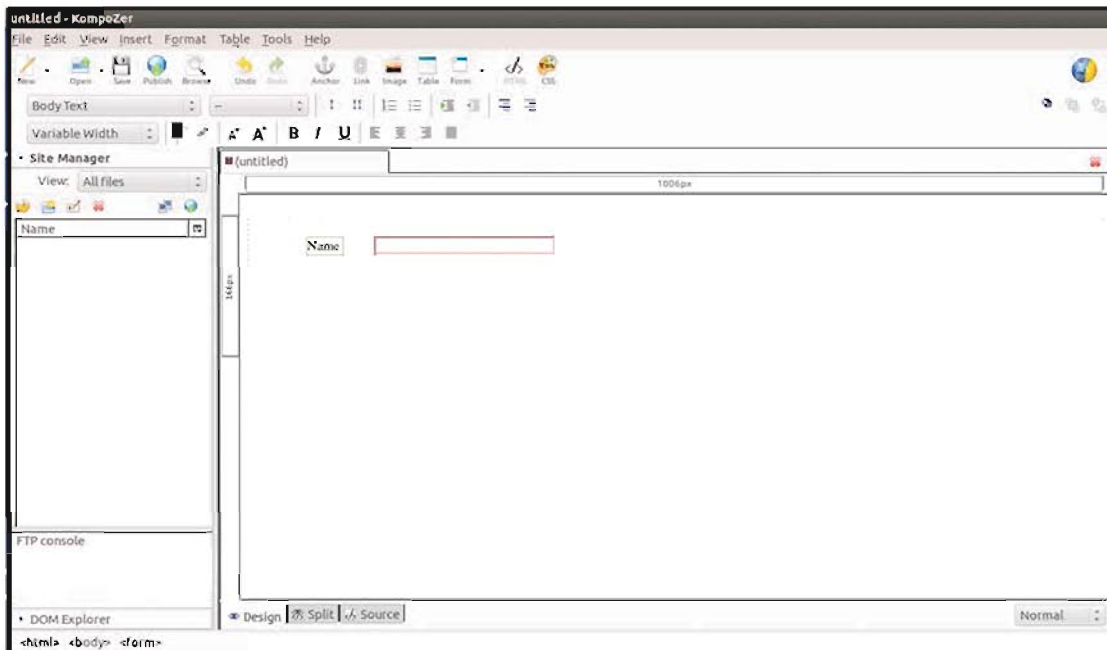 untitled - KompoZer
File Edit View Insert Format Table Tools Help
New Open Save Publish Browse Undo Redo Anchor Link Image Table Form HTML CSS
Body Text
Variable Width B I U
Site Manager
(untitled)
View: All files
1006px
Name
Name
166px
FTP console
DOM Explorer
Design Split Source Normal
<html> <body> <form>